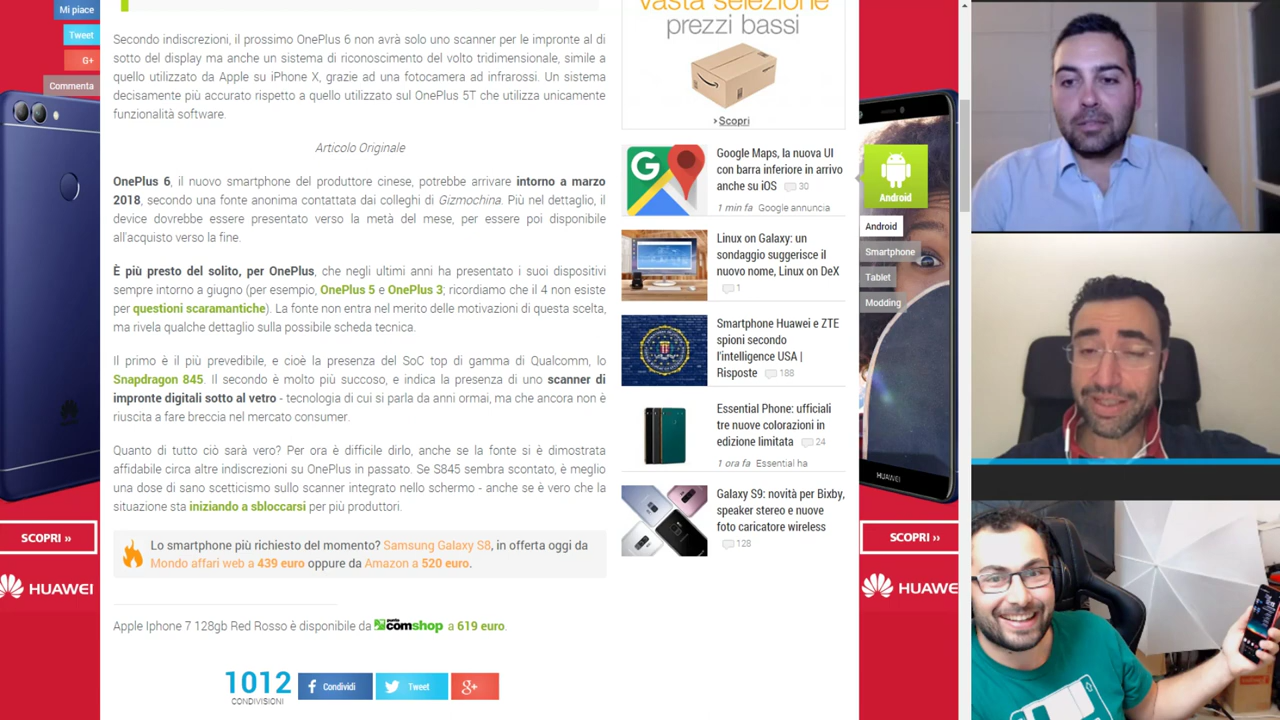 Mi piace
Tweet
G+
Commenta
SCOPRI »
HUAWEI
Secondo indiscrezioni, il prossimo OnePlus 6 non avrà solo uno scanner per le impronte al di
sotto del display ma anche un sistema di riconoscimento del volto tridimensionale, simile a
quello utilizzato da Apple su iPhone X, grazie ad una fotocamera ad infrarossi. Un sistema
decisamente più accurato rispetto a quello utilizzato sul OnePlus 5T che utilizza unicamente
funzionalità software.
Articolo Originale
OnePlus 6, il nuovo smartphone del produttore cinese, potrebbe arrivare intorno a marzo
2018, secondo una fonte anonima contattata dai colleghi di Gizmochina. Più nel dettaglio, il
device dovrebbe essere presentato verso la metà del mese, per essere poi disponibile
all'acquisto verso la fine.
È più presto del solito, per OnePlus, che negli ultimi anni ha presentato i suoi dispositivi
sempre intorno a giugno (per esempio, OnePlus 5 e OnePlus 3; ricordiamo che il 4 non esiste
per questioni scaramantiche). La fonte non entra nel merito delle motivazioni di questa scelta,
ma rivela qualche dettaglio sulla possibile scheda tecnica.
Il primo è il più prevedibile, e cioè la presenza del SoC top di gamma di Qualcomm, lo
Snapdragon 845. Il secondo è molto più succoso, e indica la presenza di uno scanner di
impronte digitali sotto al vetro - tecnologia di cui si parla da anni ormai, ma che ancora non è
riuscita a fare breccia nel mercato consumer.
Quanto di tutto ciò sarà vero? Per ora è difficile dirlo, anche se la fonte si è dimostrata
affidabile circa altre indiscrezioni su OnePlus in passato. Se S845 sembra scontato, è meglio
una dose di sano scetticismo sullo scanner integrato nello schermo - anche se è vero che la
situazione sta iniziando a sbloccarsi per più produttori.
Lo smartphone più richiesto del momento? Samsung Galaxy S8, in offerta oggi da
Mondo affari web a 439 euro oppure da Amazon a 520 euro.
Apple Iphone 7 128gb Red Rosso è disponibile da punto comshop a 619 euro.
1012
CONDIVISIONI
Condividi
Tweet
G+
vasta selezione
prezzi bassi
Scopri
Google Maps, la nuova UI
con barra inferiore in arrivo
anche su iOS 30
1 min fa Google annuncia
Linux on Galaxy: un
sondaggio suggerisce il
nuovo nome, Linux on DeX
1
Smartphone Huawei e ZTE
spioni secondo
l'intelligence USA |
Risposte 188
Essential Phone: ufficiali
tre nuove colorazioni in
edizione limitata 24
1 ora fa Essential ha
Galaxy S9: novità per Bixby,
speaker stereo e nuove
foto caricatore wireless
128
Android
Android
Smartphone
Tablet
Modding
HUAWEI
SCOPRI ››
HUAWEI